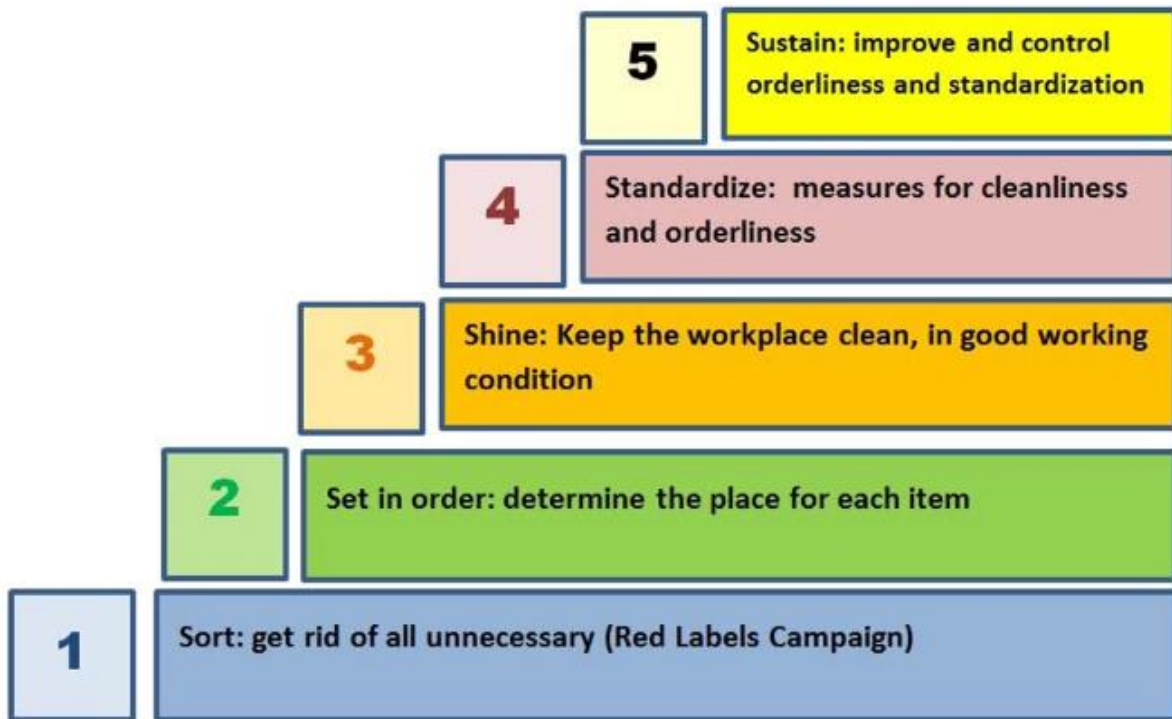 5
Sustain: improve and control
orderliness and standardization
4
Standardize:  measures for cleanliness
and orderliness
3
Shine: Keep the workplace clean, in good working
condition
2
Set in order: determine the place for each item
1
Sort: get rid of all unnecessary (Red Labels Campaign)